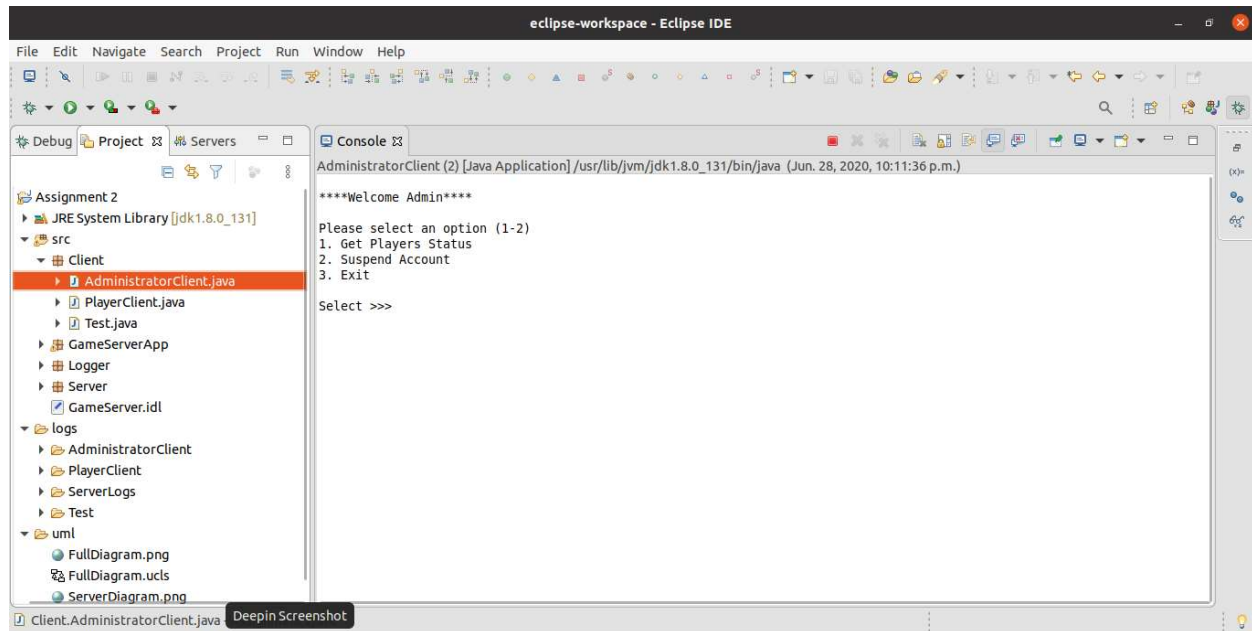 eclipse-workspace - Eclipse IDE
File Edit Navigate Search Project Run Window Help
Debug Project Servers
Console
AdministratorClient (2) [Java Application] /usr/lib/jvm/jdk1.8.0_131/bin/java (Jun. 28, 2020, 10:11:36 p.m.)
Assignment 2
JRE System Library [jdk1.8.0_131]
src
Client
AdministratorClient.java
PlayerClient.java
Test.java
GameServerApp
Logger
Server
GameServer.idl
logs
AdministratorClient
PlayerClient
ServerLogs
Test
uml
FullDiagram.png
FullDiagram.ucls
ServerDiagram.png
****Welcome Admin****
Please select an option (1-2)
1. Get Players Status
2. Suspend Account
3. Exit
Select >>>
Client.AdministratorClient.java
Deepin Screenshot